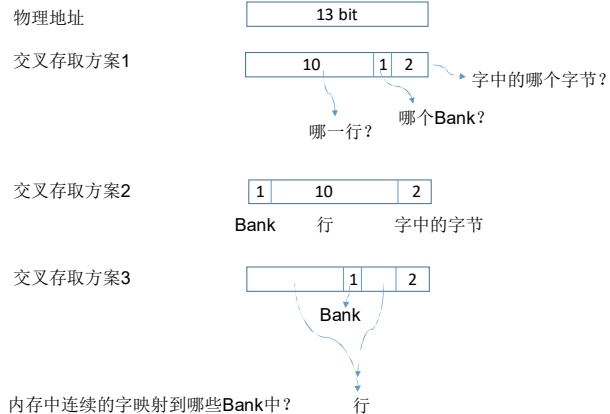 物理地址
13 bit
交叉存取方案1
10
1
2
字中的哪个字节?
哪个Bank?
哪一行?
交叉存取方案2
1
10
2
Bank
行
字中的字节
交叉存取方案3
1
2
Bank
内存中连续的字映射到哪些Bank中?
行